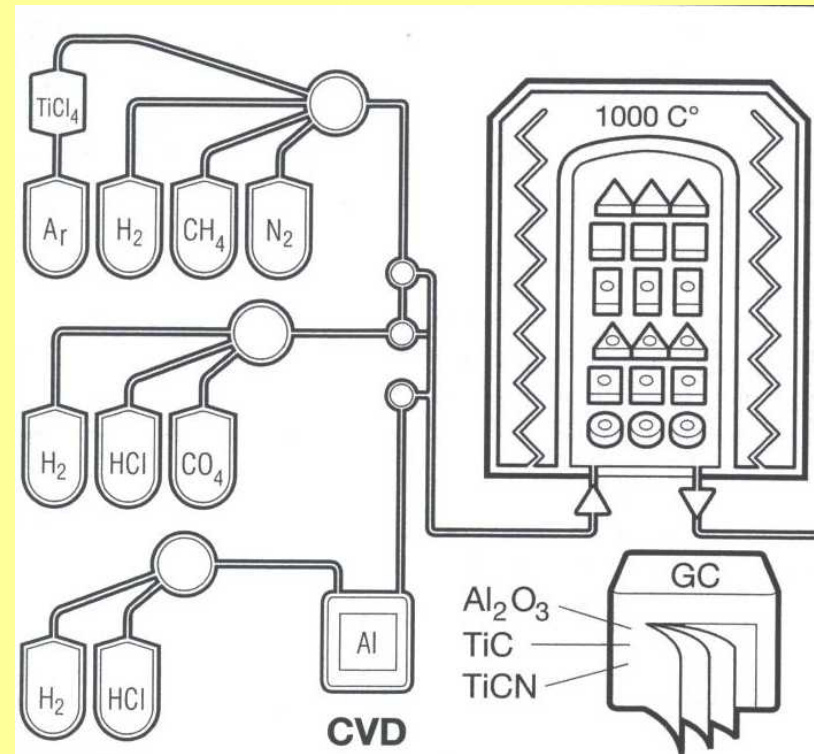 TiCl4
Ar H2 CH4 N2
1000 C°
H2 HCl CO4
H2 HCl
Al
CVD
GC
Al2O3
TiC
TiCN